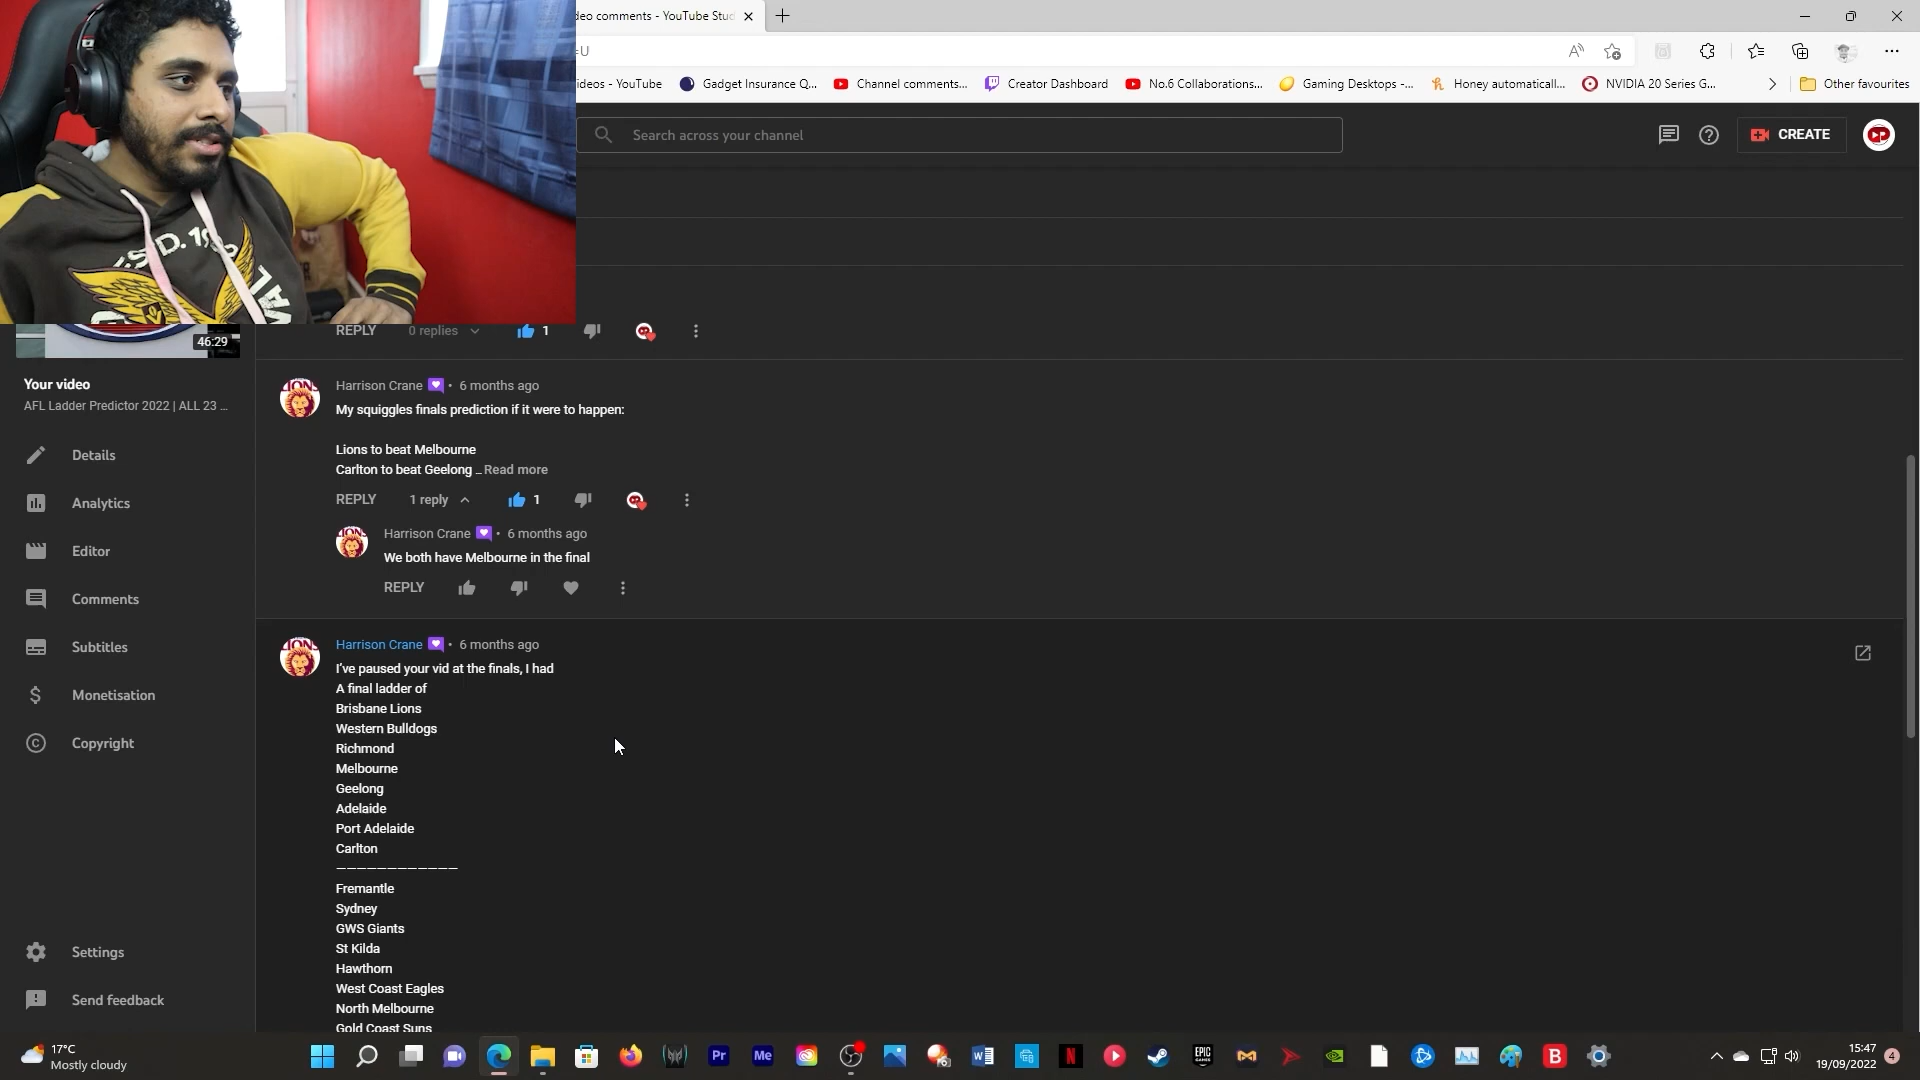 deo comments - YouTube Stud
=U
ideos - YouTube
Gadget Insurance Q...
Channel comments...
Creator Dashboard
No.6 Collaborations...
Gaming Desktops -...
Honey automaticall...
NVIDIA 20 Series G...
Other favourites
Search across your channel
CREATE
REPLY 0 replies 1
46:29
Your video
AFL Ladder Predictor 2022 | ALL 23 ...
Details
Analytics
Editor
Comments
Subtitles
Monetisation
Copyright
Settings
Send feedback
Harrison Crane • 6 months ago
My squiggles finals prediction if it were to happen:
Lions to beat Melbourne
Carlton to beat Geelong ... Read more
REPLY 1 reply 1
Harrison Crane • 6 months ago
We both have Melbourne in the final
REPLY
Harrison Crane • 6 months ago
I've paused your vid at the finals, I had
A final ladder of
Brisbane Lions
Western Bulldogs
Richmond
Melbourne
Geelong
Adelaide
Port Adelaide
Carlton
————————————
Fremantle
Sydney
GWS Giants
St Kilda
Hawthorn
West Coast Eagles
North Melbourne
Gold Coast Suns
17°C
Mostly cloudy
Pr
Me
EPIC
GAMES
15:47
19/09/2022
4